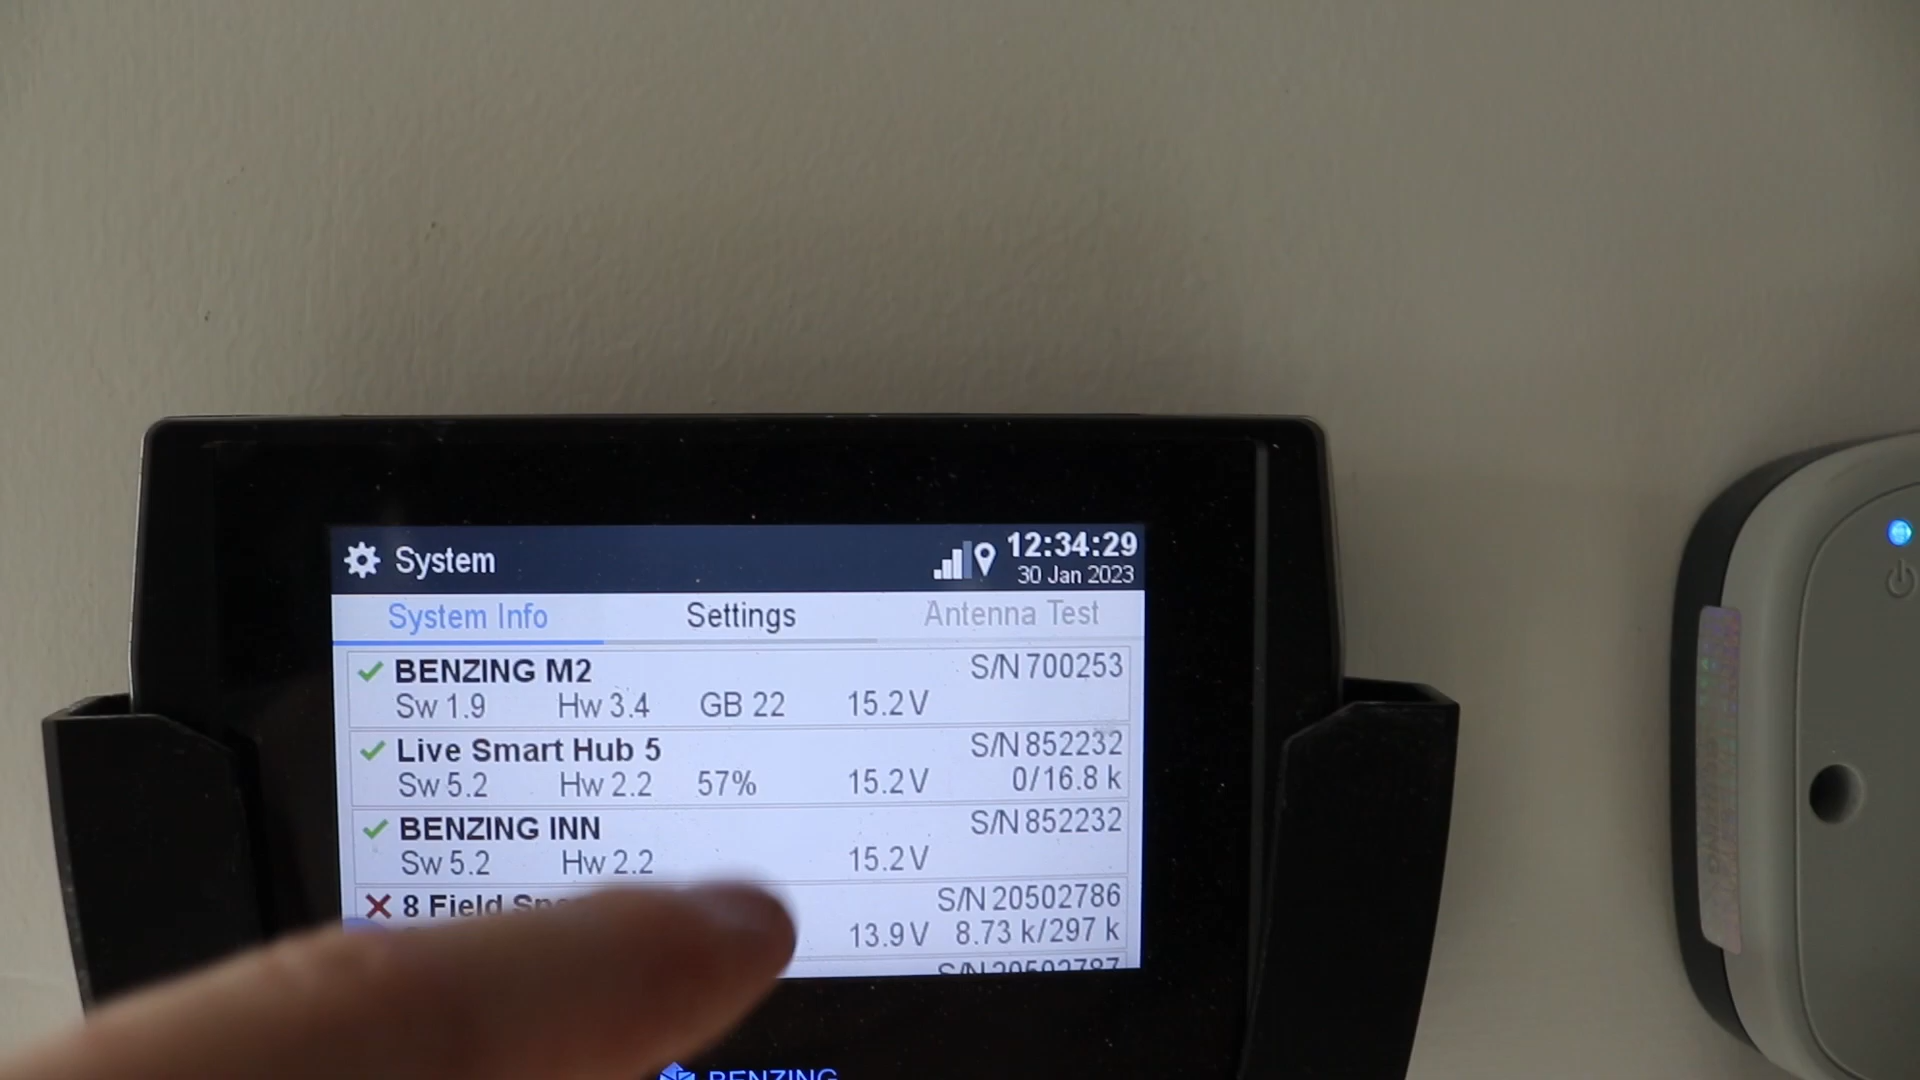 System
12:34:29
30 Jan 2023
System Info Settings Antenna Test
BENZING M2 S/N 700253
Sw 1.9 Hw 3.4 GB 22 15.2V
Live Smart Hub 5 S/N 852232
Sw 5.2 Hw 2.2 57% 15.2V 0/16.8 k
BENZING INN S/N 852232
Sw 5.2 Hw 2.2 15.2V
8 Field S/N 20502786
13.9V 8.73 k/297 k
S/N 20502787
BENZING